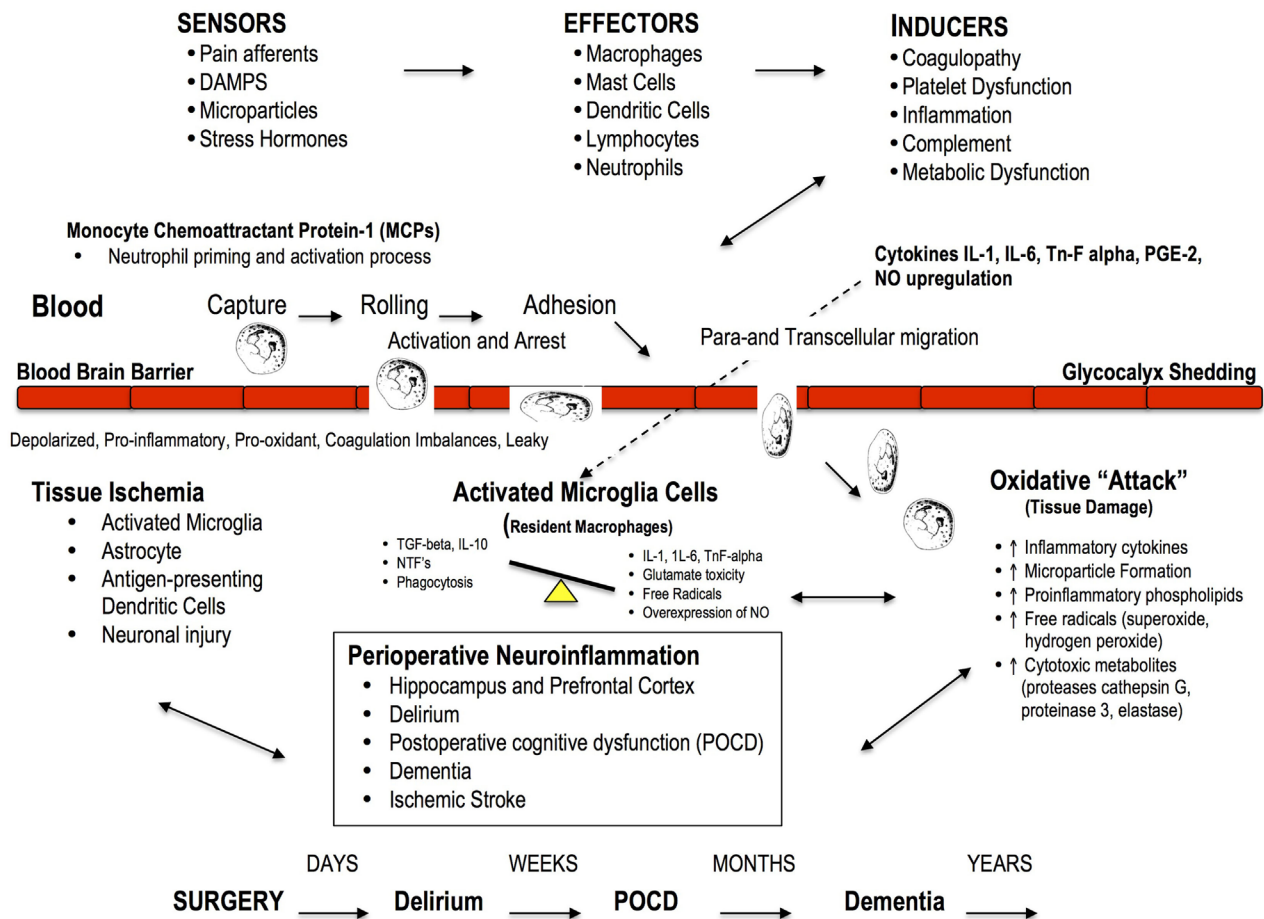 SENSORS
• Pain afferents
• DAMPS
• Microparticles
• Stress Hormones
EFFECTORS
• Macrophages
• Mast Cells
• Dendritic Cells
• Lymphocytes
• Neutrophils
INDUCERS
• Coagulopathy
• Platelet Dysfunction
• Inflammation
• Complement
• Metabolic Dysfunction
Monocyte Chemoattractant Protein-1 (MCPs)
• Neutrophil priming and activation process
Cytokines IL-1, IL-6, Tn-F alpha, PGE-2,
NO upregulation
Blood
Capture
Rolling
Adhesion
Activation and Arrest
Para-and Transcellular migration
Blood Brain Barrier
Glycocalyx Shedding
Depolarized, Pro-inflammatory, Pro-oxidant, Coagulation Imbalances, Leaky
Tissue Ischemia
• Activated Microglia
• Astrocyte
• Antigen-presenting
Dendritic Cells
• Neuronal injury
Activated Microglia Cells
(Resident Macrophages)
• TGF-beta, IL-10
• NTF's
• Phagocytosis
• IL-1, 1L-6, TnF-alpha
• Glutamate toxicity
• Free Radicals
• Overexpression of NO
Oxidative “Attack”
(Tissue Damage)
• ↑ Inflammatory cytokines
• ↑ Microparticle Formation
• ↑ Proinflammatory phospholipids
• ↑ Free radicals (superoxide,
hydrogen peroxide)
• ↑ Cytotoxic metabolites
(proteases cathepsin G,
proteinase 3, elastase)
Perioperative Neuroinflammation
• Hippocampus and Prefrontal Cortex
• Delirium
• Postoperative cognitive dysfunction (POCD)
• Dementia
• Ischemic Stroke
DAYS WEEKS MONTHS YEARS
SURGERY Delirium POCD Dementia